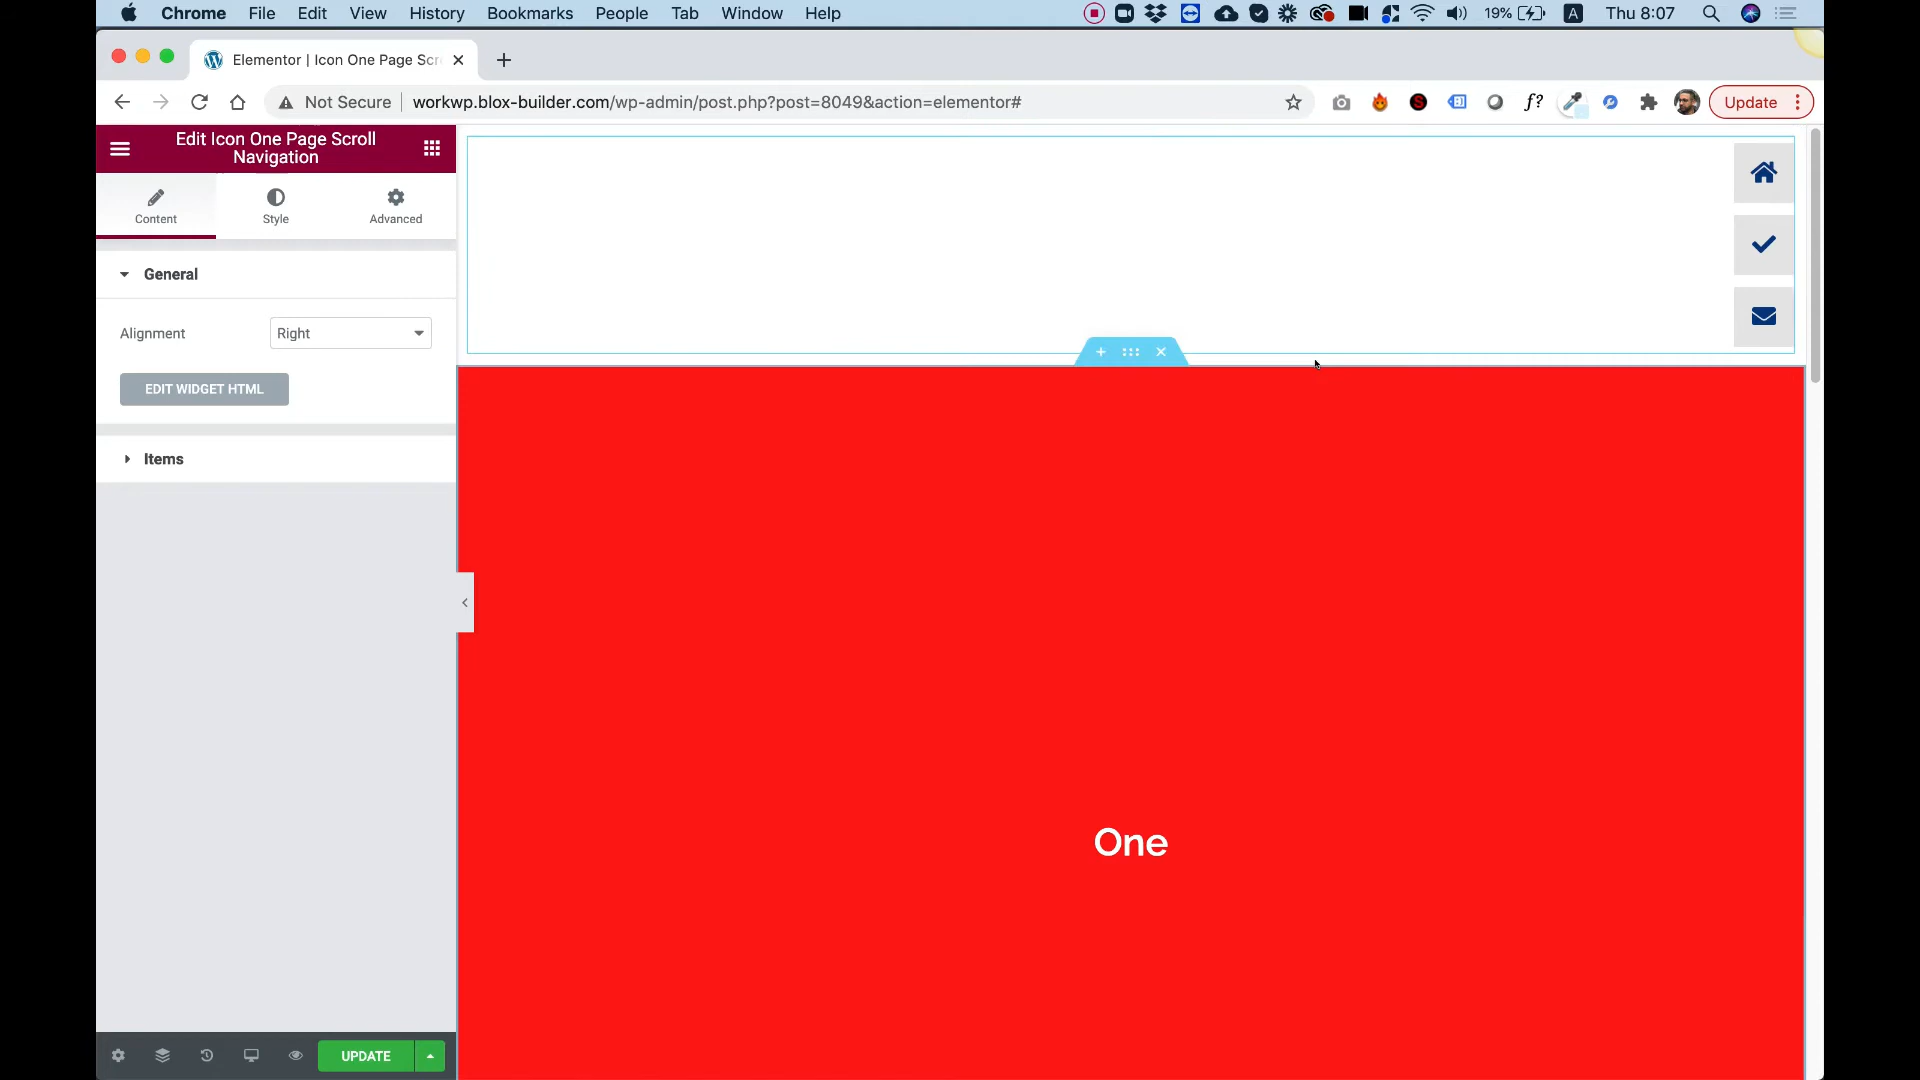 Chrome File Edit View History Bookmarks People Tab Window Help 19% A Thu 8:07
Elementor | Icon One Page Scr
Not Secure workwp.blox-builder.com/wp-admin/post.php?post=8049&action=elementor# S f? Update
Edit Icon One Page Scroll
Navigation
Content Style Advanced
General
Alignment Right
EDIT WIDGET HTML
Items
One
UPDATE